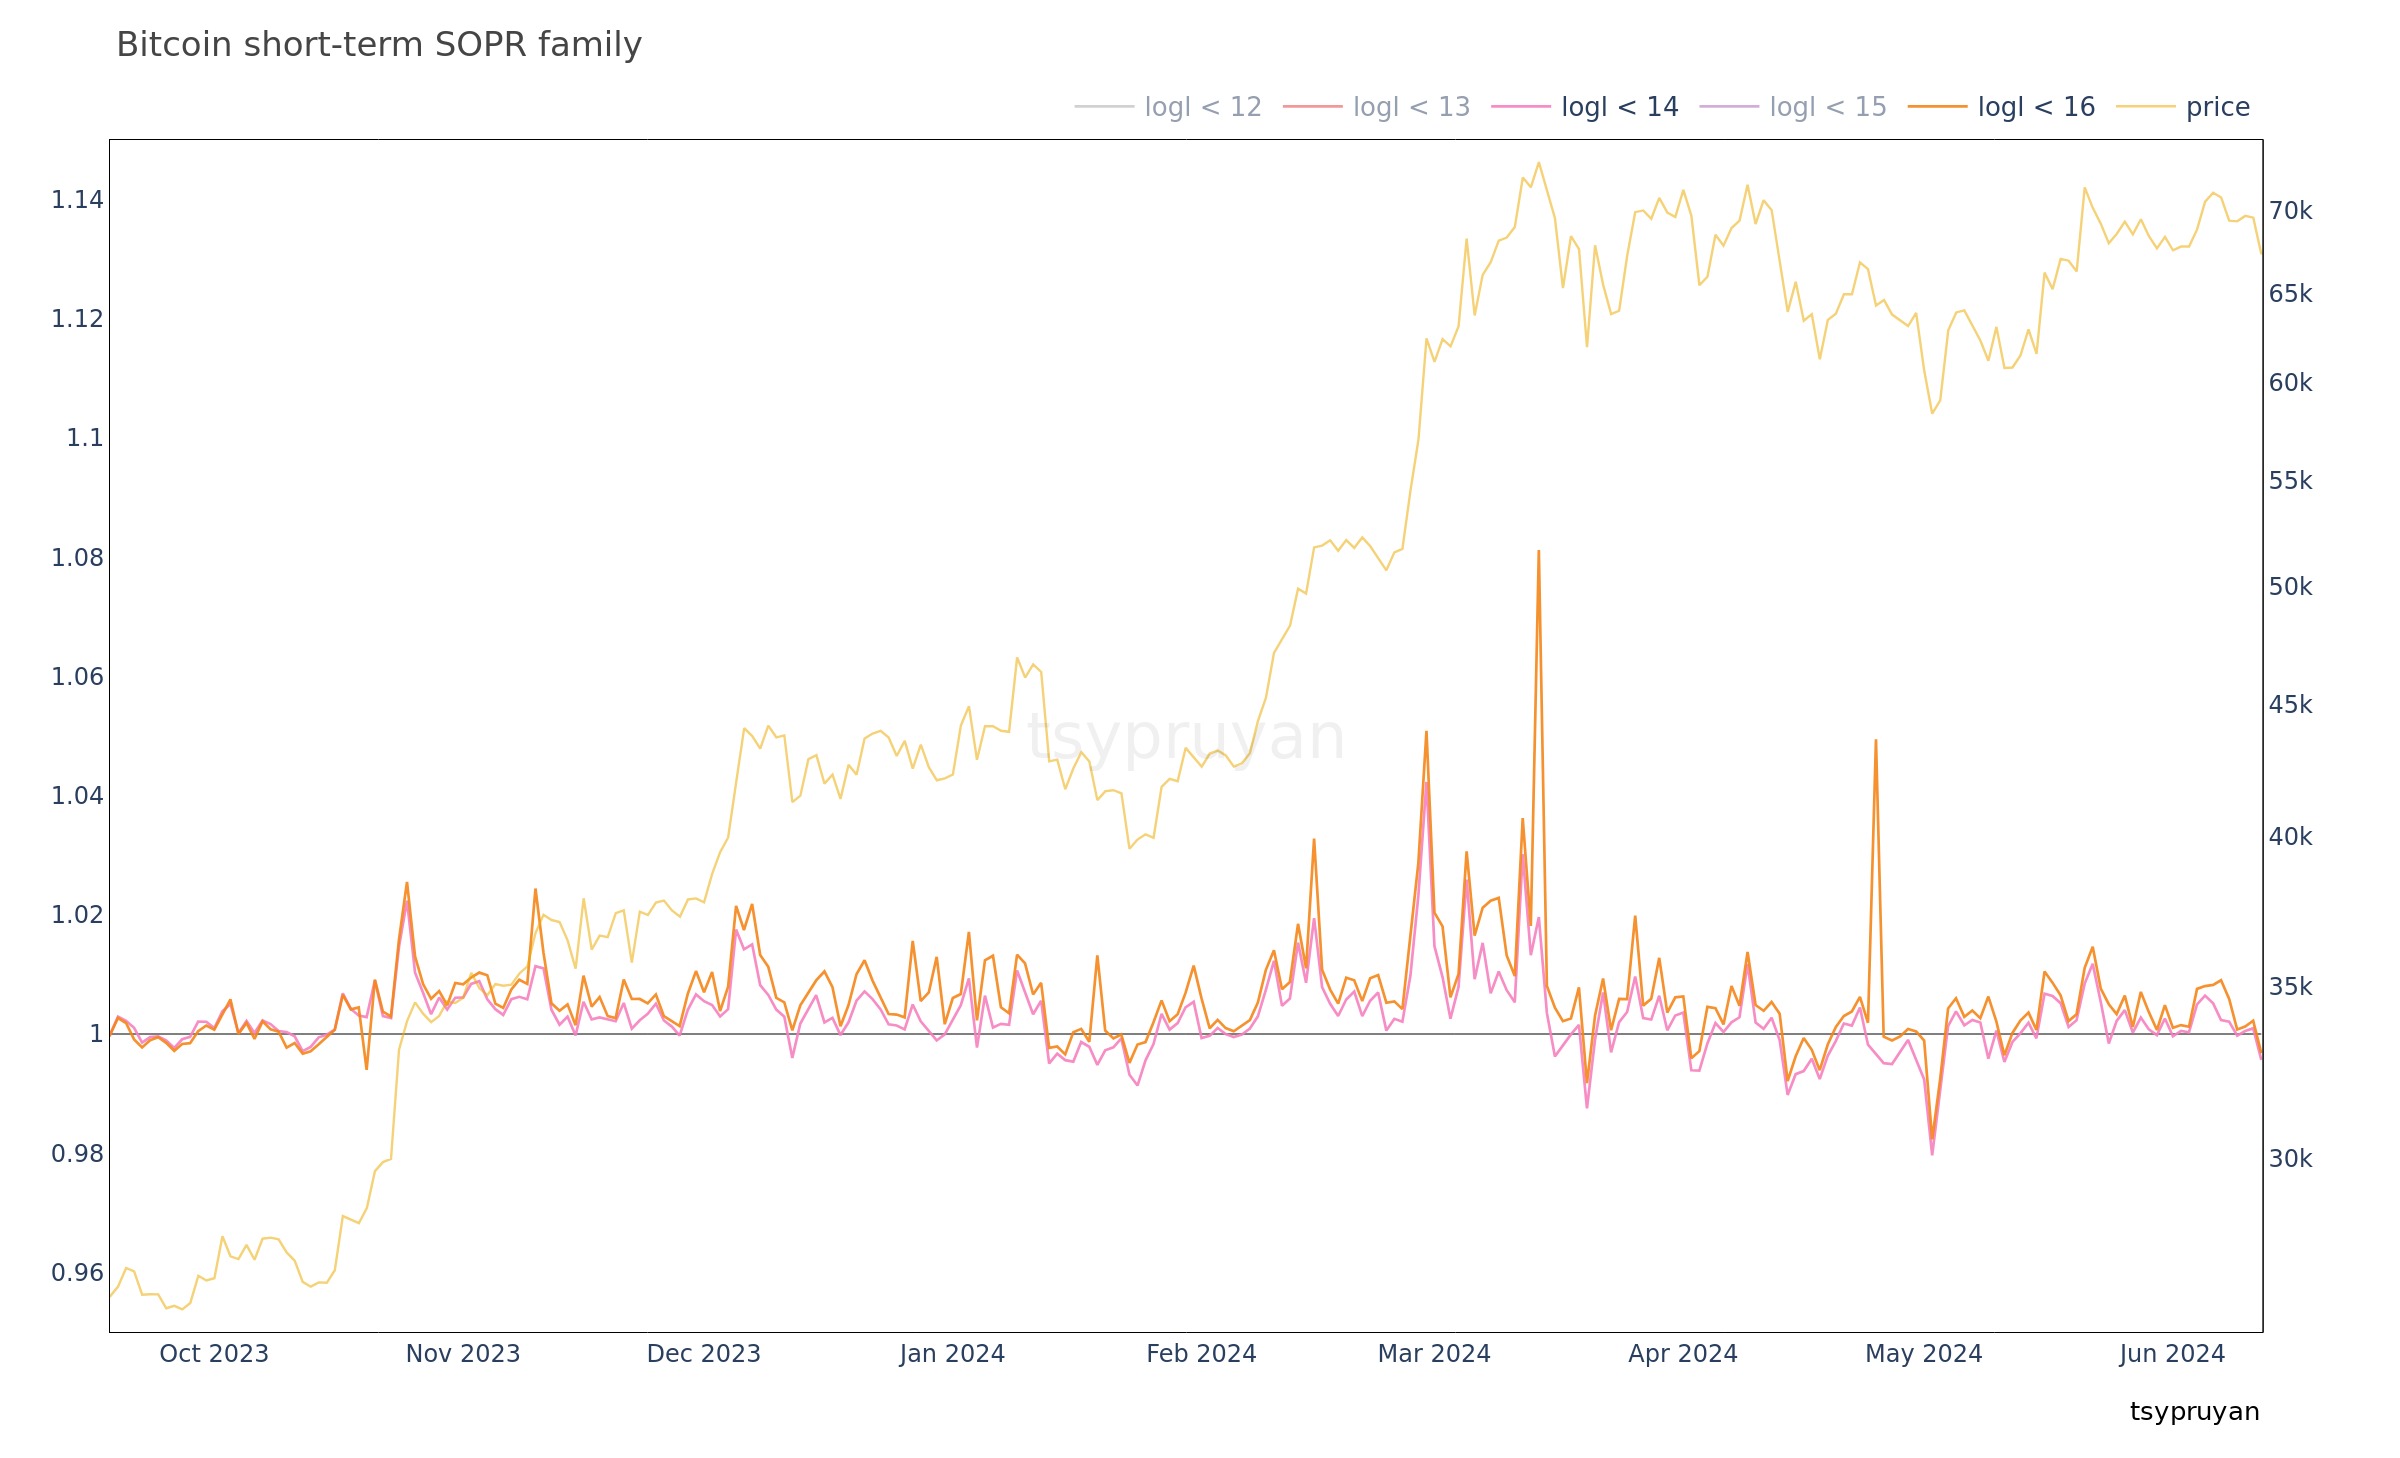 Bitcoin short-term SOPR family
logl < 12 logl < 13 logl < 14 logl < 15 logl < 16 price
1.14
1.12
1.1
1.08
1.06
1.04
1.02
1
0.98
0.96
70k
65k
60k
55k
50k
45k
40k
35k
30k
tsypruyan
Oct 2023 Nov 2023 Dec 2023 Jan 2024 Feb 2024 Mar 2024 Apr 2024 May 2024 Jun 2024
tsypruyan